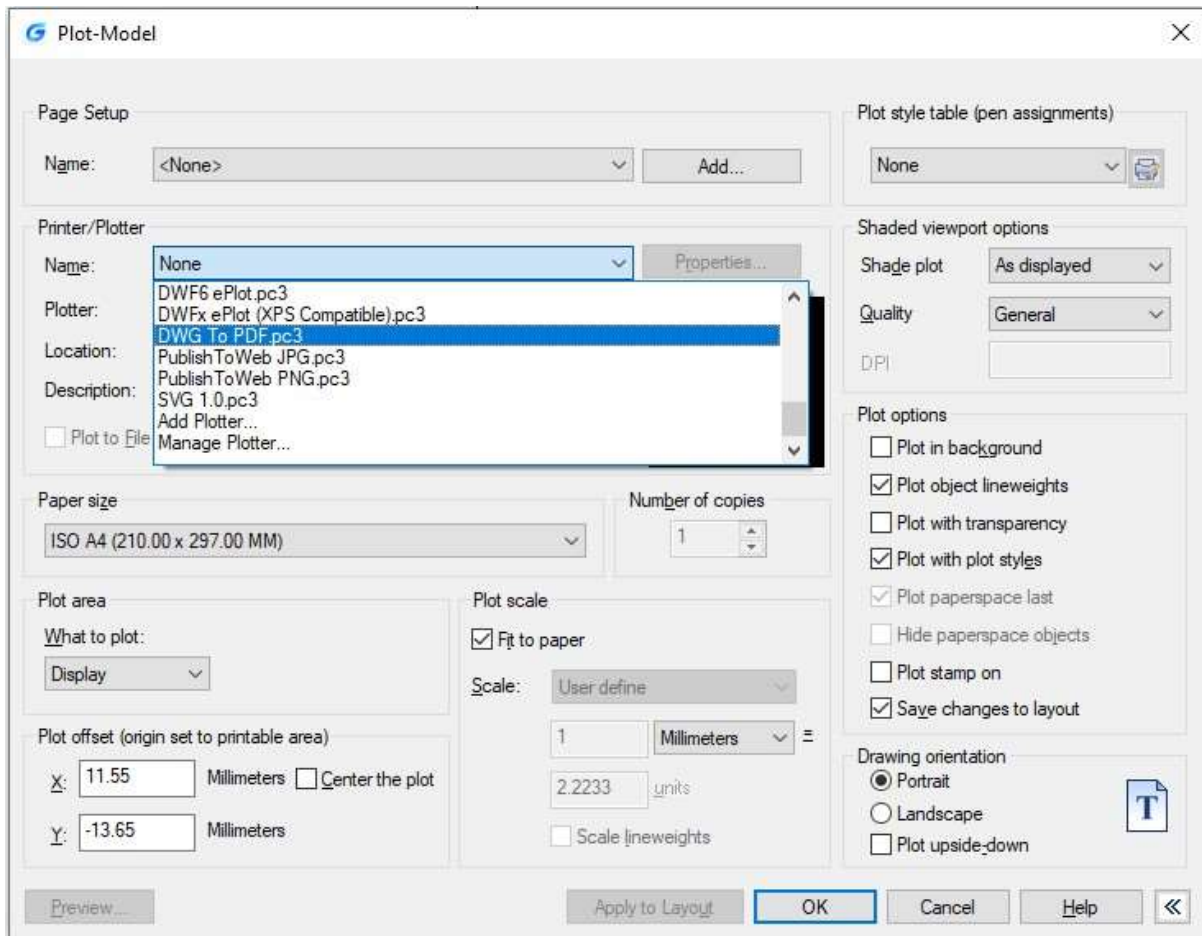 Plot-Model
Page Setup
Name: <None> Add...
Plot style table (pen assignments)
None
Printer/Plotter
Name: None Properties...
Plotter:
Location:
Description:
Plot to File
DWF6 ePlot.pc3
DWFx ePlot (XPS Compatible).pc3
DWG To PDF.pc3
PublishToWeb JPG.pc3
PublishToWeb PNG.pc3
SVG 1.0.pc3
Add Plotter...
Manage Plotter...
Shaded viewport options
Shade plot As displayed
Quality General
DPI
Paper size
ISO A4 (210.00 x 297.00 MM)
Number of copies
1
Plot options
Plot in background
Plot object lineweights
Plot with transparency
Plot with plot styles
Plot paperspace last
Hide paperspace objects
Plot stamp on
Save changes to layout
Plot area
What to plot:
Display
Plot scale
Fit to paper
Scale: User define
1 Millimeters =
2.2233 units
Scale lineweights
Plot offset (origin set to printable area)
X: 11.55 Millimeters Center the plot
Y: -13.65 Millimeters
Drawing orientation
Portrait
Landscape
Plot upside-down
T
Preview... Apply to Layout OK Cancel Help «